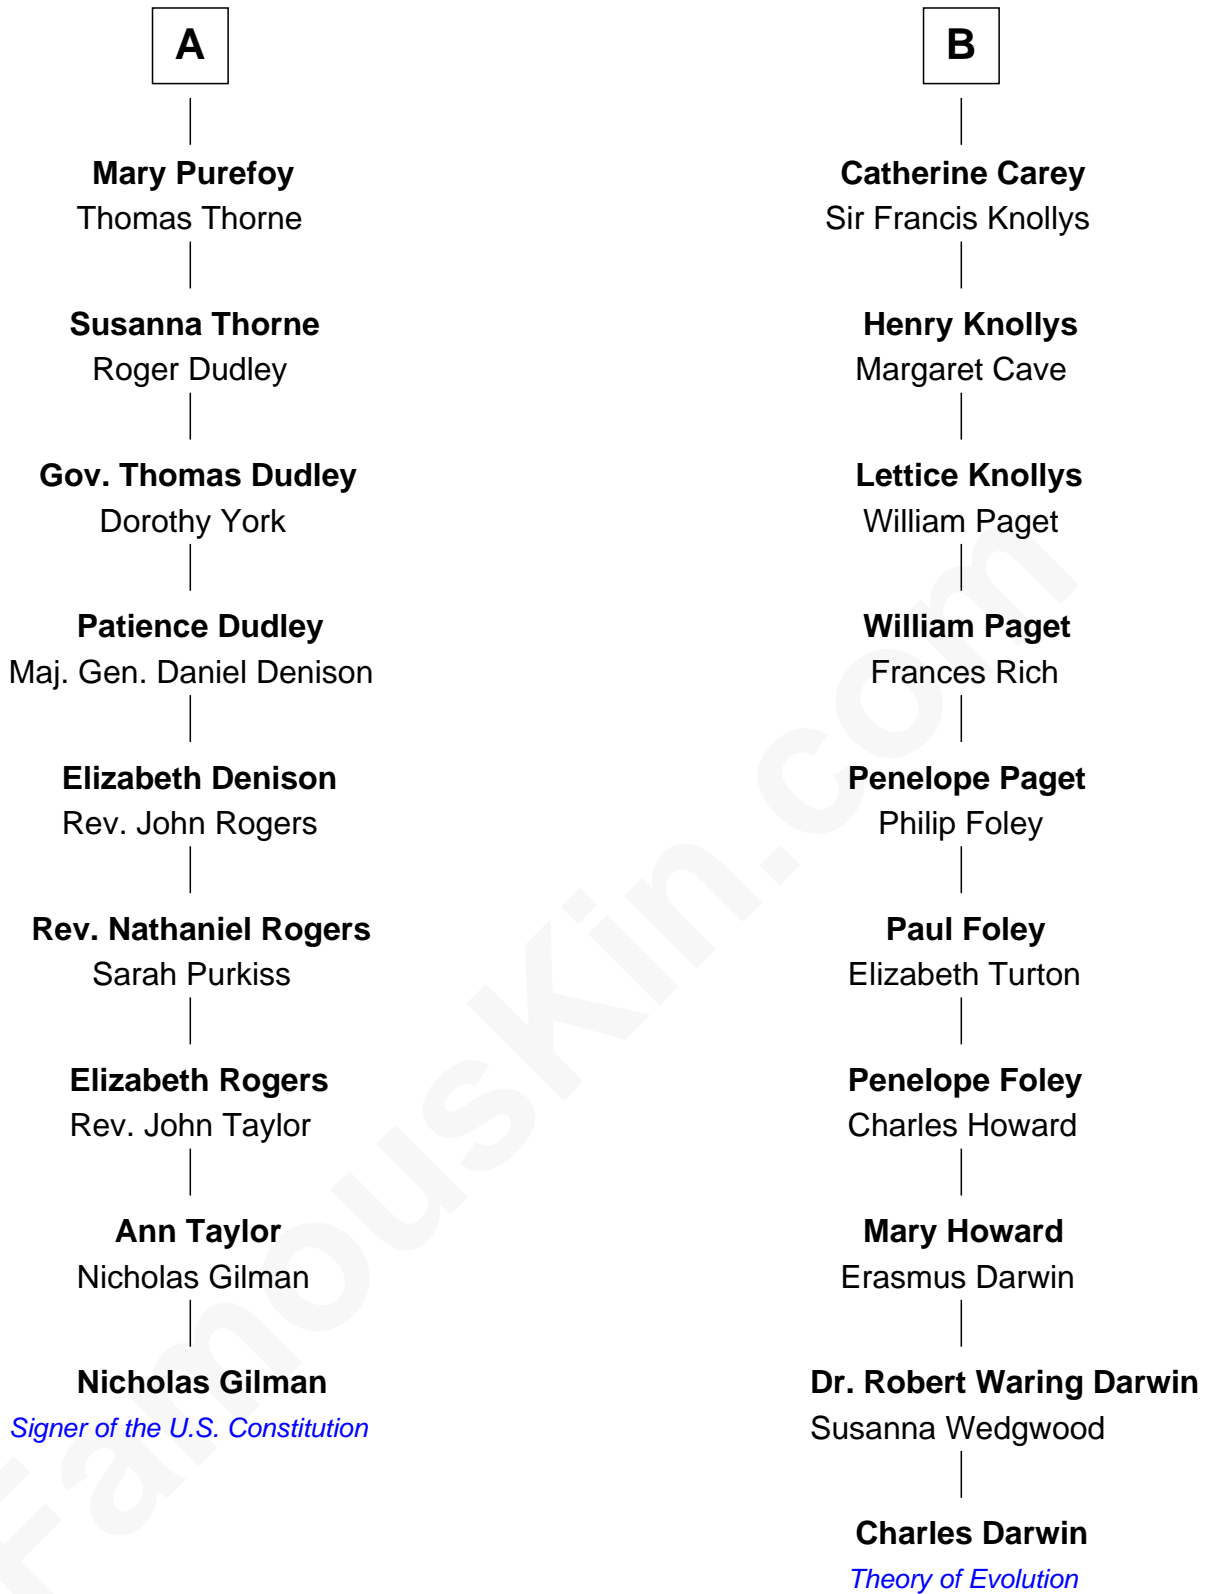 A
Mary Purefoy
Thomas Thorne
Susanna Thorne
Roger Dudley
Gov. Thomas Dudley
Dorothy York
Patience Dudley
Maj. Gen. Daniel Denison
Elizabeth Denison
Rev. John Rogers
Rev. Nathaniel Rogers
Sarah Purkiss
Elizabeth Rogers
Rev. John Taylor
Ann Taylor
Nicholas Gilman
Nicholas Gilman
Signer of the U.S. Constitution
B
Catherine Carey
Sir Francis Knollys
Henry Knollys
Margaret Cave
Lettice Knollys
William Paget
William Paget
Frances Rich
Penelope Paget
Philip Foley
Paul Foley
Elizabeth Turton
Penelope Foley
Charles Howard
Mary Howard
Erasmus Darwin
Dr. Robert Waring Darwin
Susanna Wedgwood
Charles Darwin
Theory of Evolution
FamousKin.com